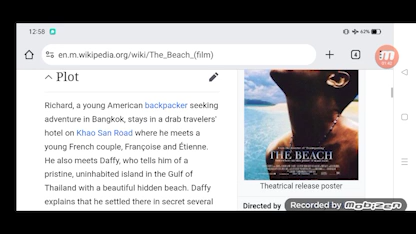 12:58
62%
en.m.wikipedia.org/wiki/The_Beach_(film)
4
Plot
Richard, a young American backpacker seeking
adventure in Bangkok, stays in a drab travelers'
hotel on Khao San Road where he meets a
young French couple, Françoise and Étienne.
He also meets Daffy, who tells him of a
pristine, uninhabited island in the Gulf of
Thailand with a beautiful hidden beach. Daffy
explains that he settled there in secret several
THE BEACH
Theatrical release poster
Directed by
Recorded by mobizen